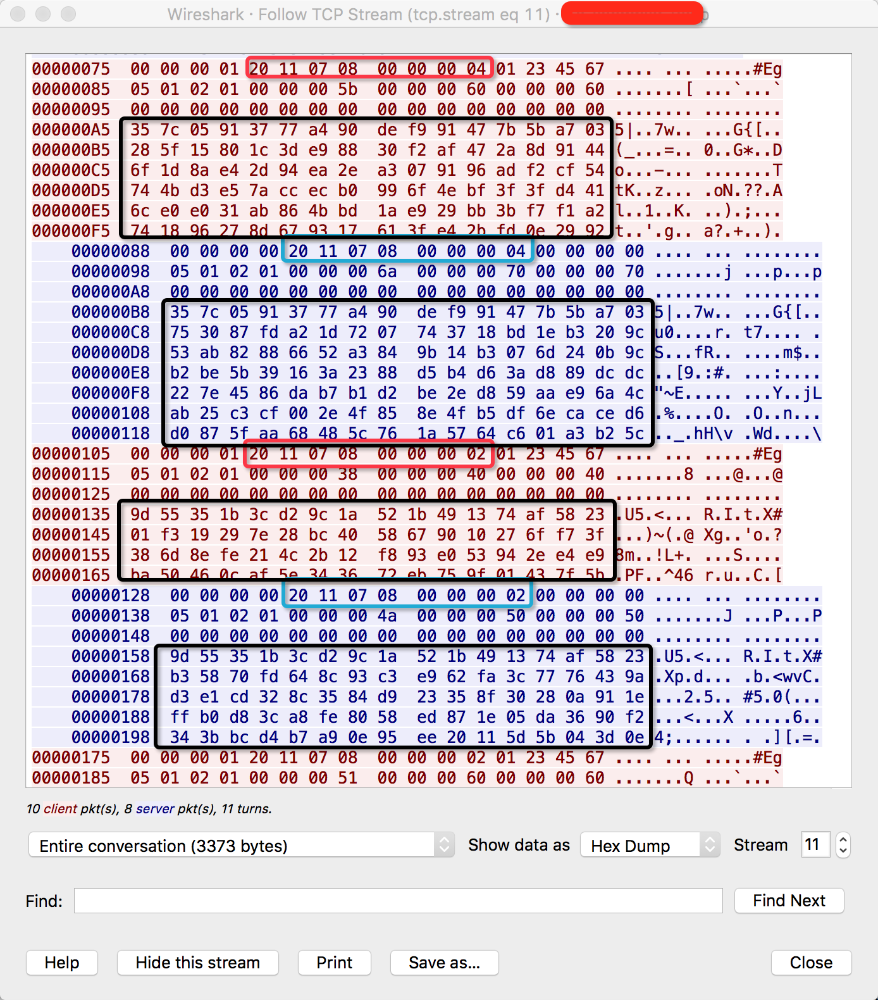 Wireshark · Follow TCP Stream (tcp.stream eq 11) ·
00000075  00 00 00 01 20 11 07 08  00 00 00 04 01 23 45 67 .... ... .....#Eg
00000085  05 01 02 01 00 00 00 5b  00 00 00 60 00 00 00 60 .......[ ...`...`
00000095  00 00 00 00 00 00 00 00  00 00 00 00 00 00 00 00 ........ ........
000000A5  35 7c 05 91 37 77 a4 90  de f9 91 47 7b 5b a7 03 5|..7w.. ...G{[..
000000B5  28 5f 15 80 1c 3d e9 88  30 f2 af 47 2a 8d 91 44 (_...=.. 0..G*..D
000000C5  6f 1d 8a e4 2d 94 ea 2e  a3 07 91 96 ad f2 cf 54 o...-... .......T
000000D5  74 4b d3 e5 7a cc ec b0  99 6f 4e bf 3f 3f d4 41 tK..z... .oN.??.A
000000E5  6c e0 e0 31 ab 86 4b bd  1a e9 29 bb 3b f7 f1 a2 l..1..K. ..).;...
000000F5  74 18 96 27 8d 67 93 17  61 3f e4 2b fd 0e 29 92 t..'.g.. a?.+..).
00000088  00 00 00 00 20 11 07 08  00 00 00 04 00 00 00 00 .... ... ........
00000098  05 01 02 01 00 00 00 6a  00 00 00 70 00 00 00 70 .......j ...p...p
000000A8  00 00 00 00 00 00 00 00  00 00 00 00 00 00 00 00 ........ ........
000000B8  35 7c 05 91 37 77 a4 90  de f9 91 47 7b 5b a7 03 5|..7w.. ...G{[..
000000C8  75 30 87 fd a2 1d 72 07  74 37 18 bd 1e b3 20 9c u0....r. t7.... .
000000D8  53 ab 82 88 66 52 a3 84  9b 14 b3 07 6d 24 0b 9c S...fR.. ....m$..
000000E8  b2 be 5b 39 16 3a 23 88  d5 b4 d6 3a d8 89 dc dc ..[9.:#. ...:....
000000F8  22 7e 45 86 da b7 b1 d2  be 2e d8 59 aa e9 6a 4c "~E..... ...Y..jL
00000108  ab 25 c3 cf 00 2e 4f 85  8e 4f b5 df 6e ca ce d6 .%....O. .O..n...
00000118  d0 87 5f aa 68 48 5c 76  1a 57 64 c6 01 a3 b2 5c .._.hH\v .Wd....\
00000105  00 00 00 01 20 11 07 08  00 00 00 02 01 23 45 67 .... ... .....#Eg
00000115  05 01 02 01 00 00 00 38  00 00 00 40 00 00 00 40 .......8 ...@...@
00000125  00 00 00 00 00 00 00 00  00 00 00 00 00 00 00 00 ........ ........
00000135  9d 55 35 1b 3c d2 9c 1a  52 1b 49 13 74 af 58 23 .U5.<... R.I.t.X#
00000145  01 f3 19 29 7e 28 bc 40  58 67 90 10 27 6f f7 3f ...)~(.@ Xg..'o.?
00000155  38 6d 8e fe 21 4c 2b 12  f8 93 e0 53 94 2e e4 e9 8m..!L+. ...S....
00000165  ba 50 46 0c af 5e 34 36  72 eb 75 9f 01 43 7f 5b .PF..^46 r.u..C.[
00000128  00 00 00 00 20 11 07 08  00 00 00 02 00 00 00 00 .... ... ........
00000138  05 01 02 01 00 00 00 4a  00 00 00 50 00 00 00 50 .......J ...P...P
00000148  00 00 00 00 00 00 00 00  00 00 00 00 00 00 00 00 ........ ........
00000158  9d 55 35 1b 3c d2 9c 1a  52 1b 49 13 74 af 58 23 .U5.<... R.I.t.X#
00000168  b3 58 70 fd 64 8c 93 c3  e9 62 fa 3c 77 76 43 9a .Xp.d... .b.<wvC.
00000178  d3 e1 cd 32 8c 35 84 d9  23 35 8f 30 28 0a 91 1e ...2.5.. #5.0(...
00000188  ff b0 d8 3c a8 fe 80 58  ed 87 1e 05 da 36 90 f2 ...<...X .....6..
00000198  34 3b bc d4 b7 a9 0e 95  ee 20 11 5d 5b 04 3d 0e 4;...... . .][.=.
00000175  00 00 00 01 20 11 07 08  00 00 00 02 01 23 45 67 .... ... .....#Eg
00000185  05 01 02 01 00 00 00 51  00 00 00 60 00 00 00 60 .......Q ...`...`
10 client pkt(s), 8 server pkt(s), 11 turns.
Entire conversation (3373 bytes) Show data as Hex Dump Stream 11
Find: Find Next
Help Hide this stream Print Save as... Close